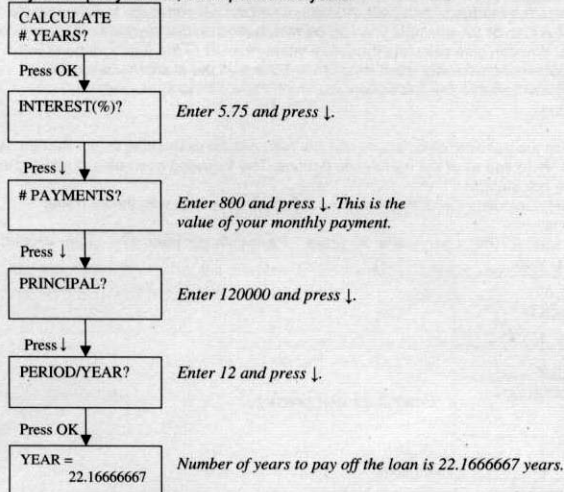 CALCULATE
# YEARS?
Press OK
INTEREST(%)? Enter 5.75 and press ↓.
Press ↓
# PAYMENTS? Enter 800 and press ↓. This is the
value of your monthly payment.
Press ↓
PRINCIPAL? Enter 120000 and press ↓.
Press ↓
PERIOD/YEAR? Enter 12 and press ↓.
Press OK
YEAR = Number of years to pay off the loan is 22.1666667 years.
22.16666667